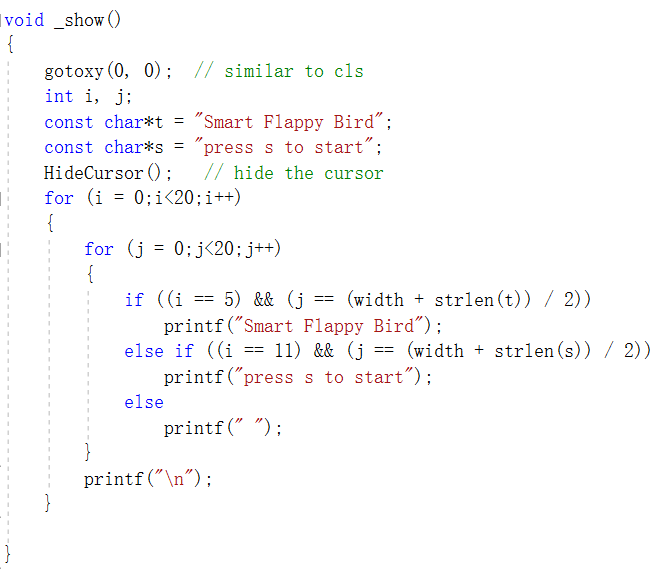 void _show()
{
    gotoxy(0, 0);  // similar to cls
    int i, j;
    const char*t = "Smart Flappy Bird";
    const char*s = "press s to start";
    HideCursor();   // hide the cursor
    for (i = 0;i<20;i++)
    {
        for (j = 0;j<20;j++)
        {
            if ((i == 5) && (j == (width + strlen(t)) / 2))
                printf("Smart Flappy Bird");
            else if ((i == 11) && (j == (width + strlen(s)) / 2))
                printf("press s to start");
            else
                printf(" ");
        }
        printf("\n");
    }
}